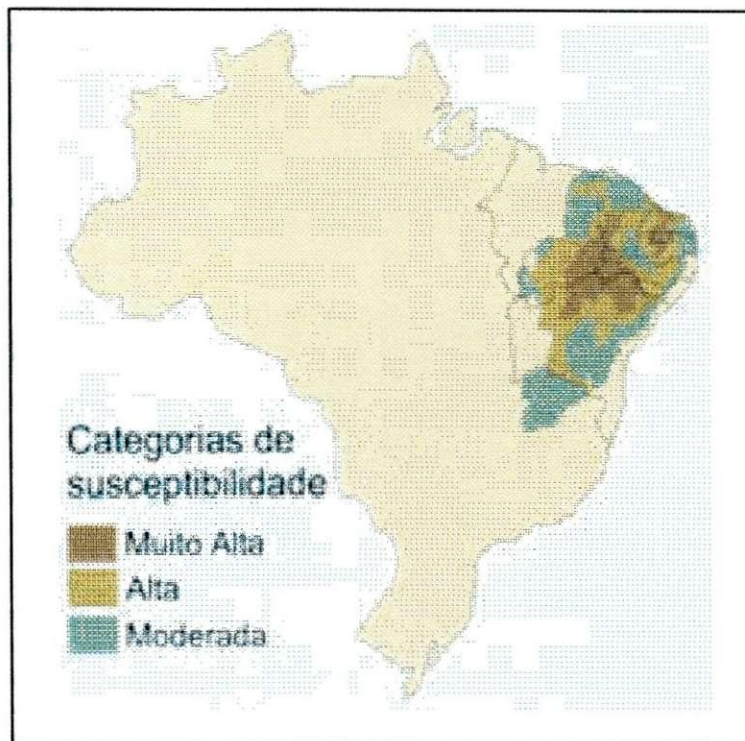 Categorias de
susceptibilidade
Muito Alta
Alta
Moderada